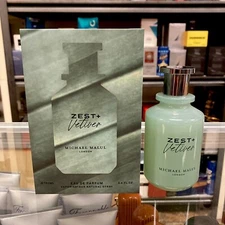 ZEST+
Vetiver
MICHAEL MALUL
LONDON
EAU DE PARFUM
ZEST+
Vetiver
MICHAEL MALUL
LONDON